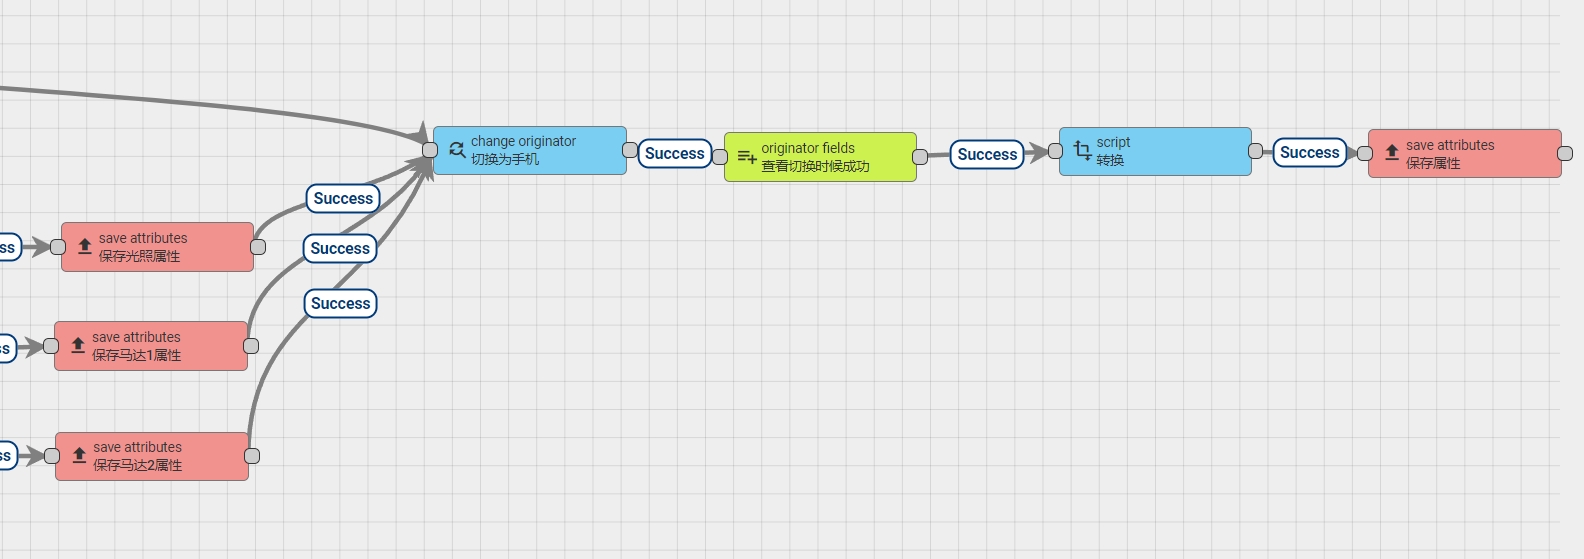 change originator
切换为手机
Success
originator fields
查看切换时候成功
Success
script
转换
Success
save attributes
保存属性
Success
ss
save attributes
保存光照属性
Success
ss
save attributes
保存马达1属性
Success
ss
save attributes
保存马达2属性